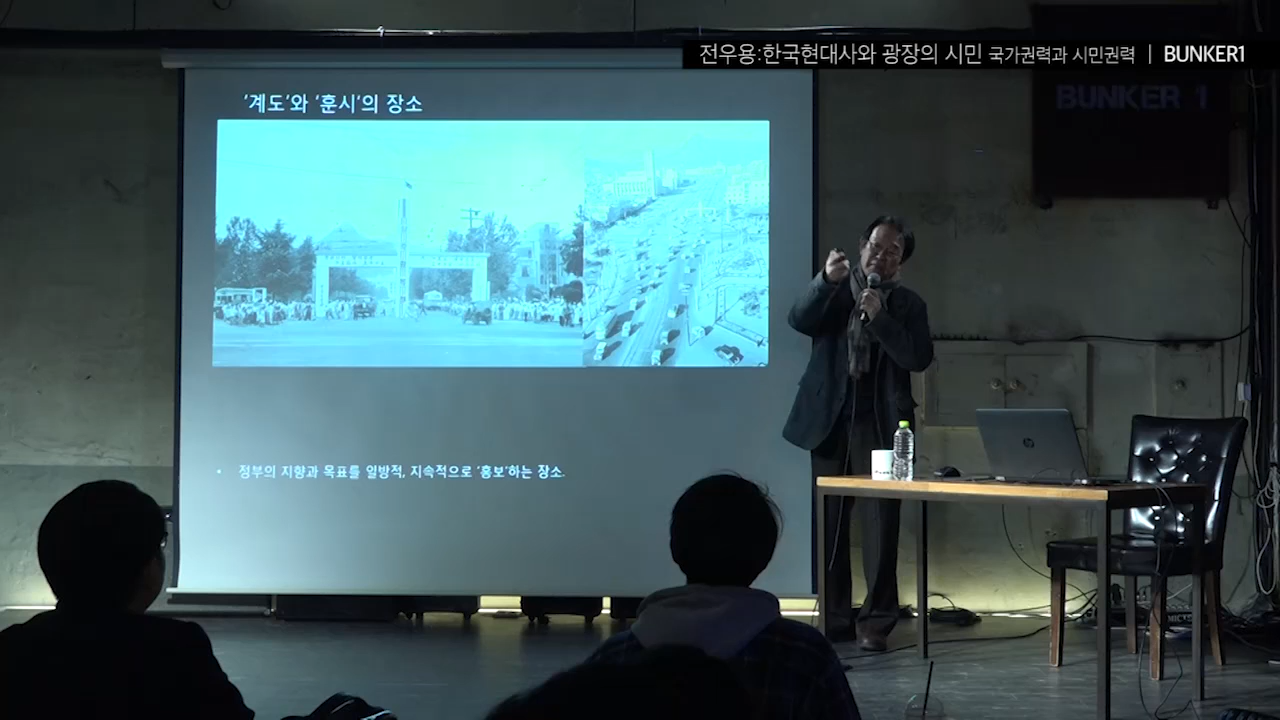 전우용:한국현대사와 광장의 시민 국가권력과 시민권력 | BUNKER1
BUNKER 1
'계도'와 '훈시'의 장소
• 정부의 지향과 목표를 일방적, 지속적으로 '홍보'하는 장소.
hp